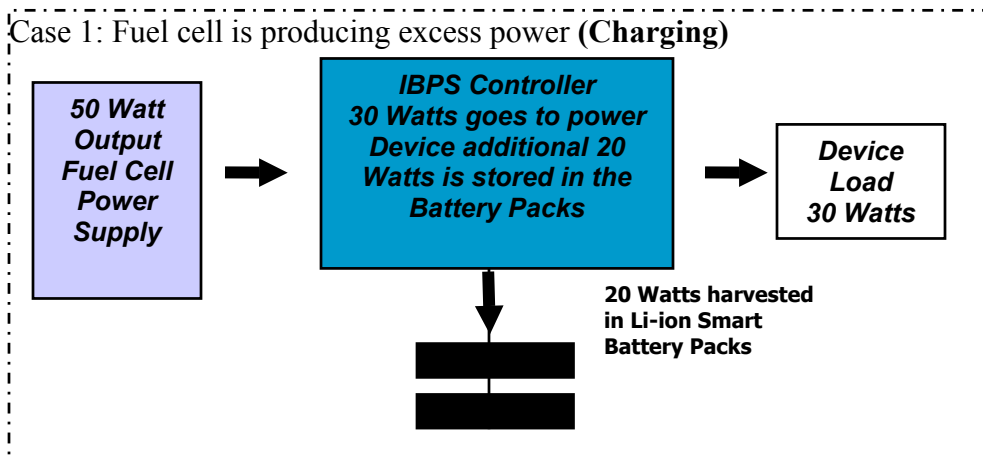 Case 1: Fuel cell is producing excess power (Charging)
50 Watt
Output
Fuel Cell
Power
Supply
IBPS Controller
30 Watts goes to power
Device additional 20
Watts is stored in the
Battery Packs
Device
Load
30 Watts
20 Watts harvested
in Li-ion Smart
Battery Packs